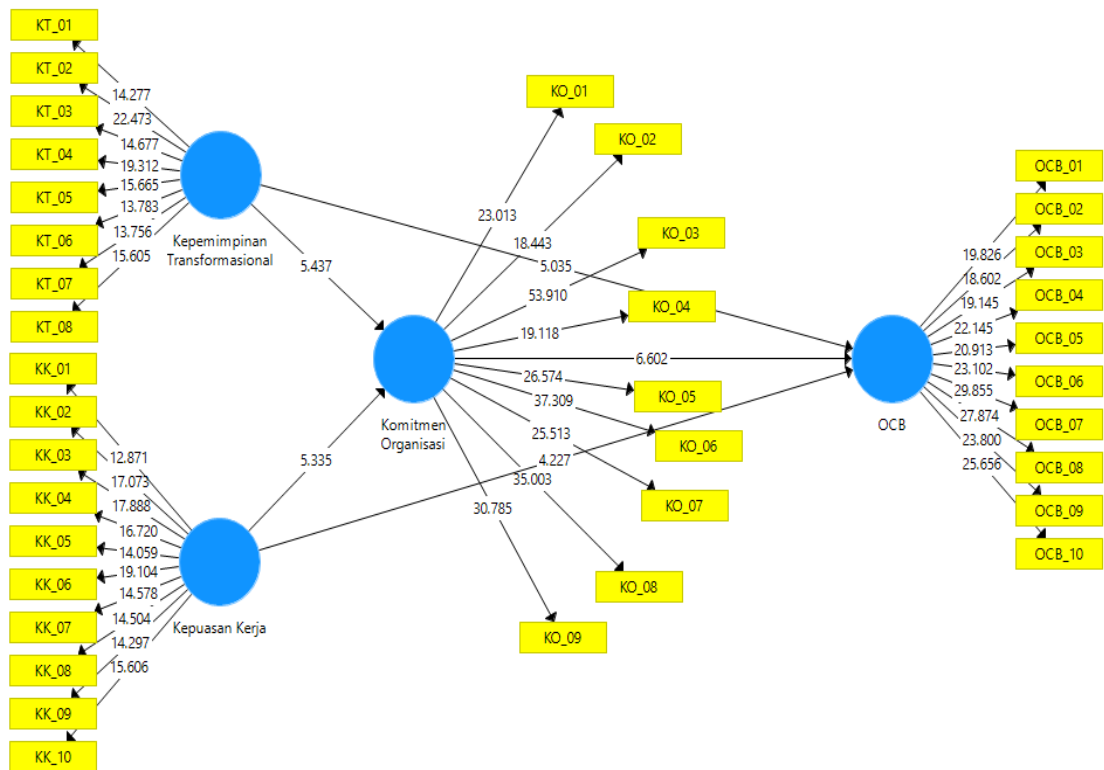 KT_01
KT_02
KT_03
KT_04
KT_05
KT_06
KT_07
KT_08
14.277
22.473
14.677
19.312
15.665
13.783
13.756
15.605
Kepemimpinan
Transformasional
KK_01
KK_02
KK_03
KK_04
KK_05
KK_06
KK_07
KK_08
KK_09
KK_10
12.871
17.073
17.888
16.720
14.059
19.104
14.578
14.504
14.297
15.606
Kepuasan Kerja
5.437
5.335
5.035
6.602
4.227
Komitmen
Organisasi
23.013
18.443
53.910
19.118
26.574
37.309
25.513
35.003
30.785
KO_01
KO_02
KO_03
KO_04
KO_05
KO_06
KO_07
KO_08
KO_09
OCB
19.826
18.602
19.145
22.145
20.913
23.102
29.855
27.874
23.800
25.656
OCB_01
OCB_02
OCB_03
OCB_04
OCB_05
OCB_06
OCB_07
OCB_08
OCB_09
OCB_10